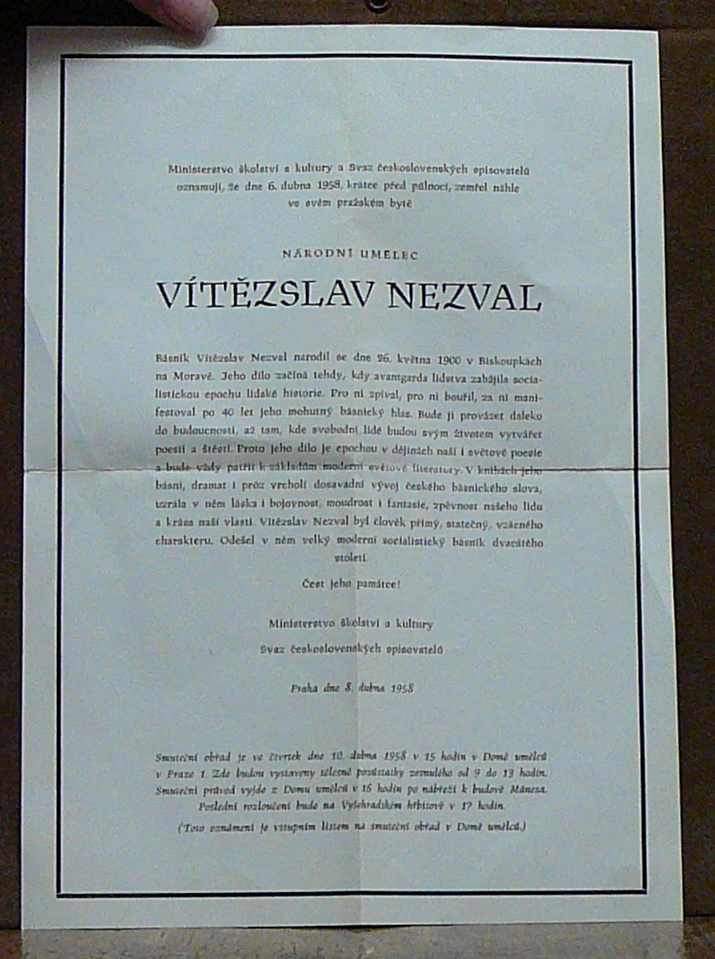 Ministerstvo školství a kultury a Svaz československých spisovatelů
oznamují, že dne 6. dubna 1958, krátce před půlnocí, zemřel náhle
ve svém pražském bytě
NÁRODNÍ UMĚLEC
VÍTĚZSLAV NEZVAL
Básník Vítězslav Nezval narodil se dne 26. května 1900 v Biskoupkách
na Moravě. Jeho dílo začíná tehdy, kdy avantgarda lidstva zahájila socia-
listickou epochu lidské historie. Pro ni zpíval, pro ni bouřil, za ni mani-
festoval po 40 let jeho mohutný básnický hlas. Bude ji provázet daleko
do budoucnosti, až tam, kde svobodní lidé budou svým životem vytvářet
poesii a štěstí. Proto jeho dílo je epochou v dějinách naší i světové poesie
a bude vždy patřit k základům moderní světové literatury. V knihách jeho
básní, dramat i próz vrcholí dosavadní vývoj českého básnického slova,
uzrála v něm láska i bojovnost, moudrost i fantasie, zpěvnost našeho lidu
a krása naší vlasti. Vítězslav Nezval byl člověk přímý, statečný, vzácného
charakteru. Odešel v něm velký moderní socialistický básník dvacátého
století.
Čest jeho památce!
Ministerstvo školství a kultury
Svaz československých spisovatelů
Praha dne 8. dubna 1958
Smuteční obřad je ve čtvrtek dne 10. dubna 1958 v 15 hodin v Domě umělců
v Praze 1. Zde budou vystaveny tělesné pozůstatky zesnulého od 9 do 13 hodin.
Smuteční průvod vyjde z Domu umělců v 16 hodin po nábřeží k budově Mánesa.
Poslední rozloučení bude na Vyšehradském hřbitově v 17 hodin.
(Toto oznámení je vstupním listem na smuteční obřad v Domě umělců.)